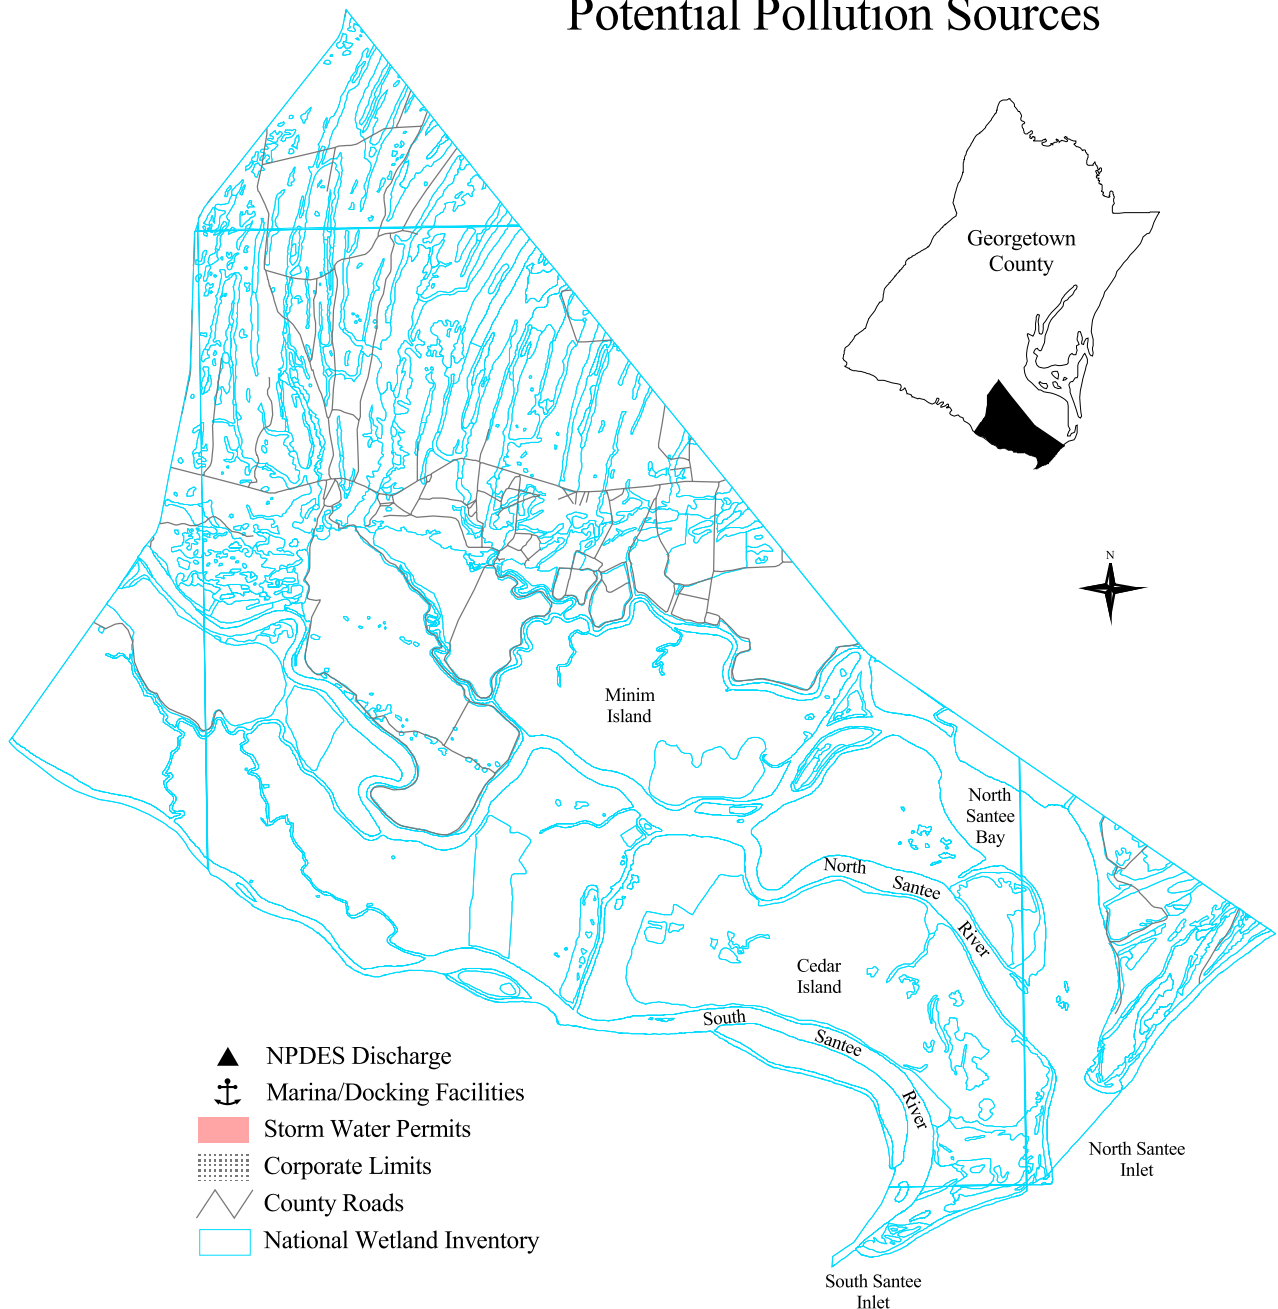 Potential Pollution Sources
Georgetown
County
N
Minim
Island
North
Santee
Bay
North
Santee
River
Cedar
Island
South
Santee
River
North Santee
Inlet
South Santee
Inlet
NPDES Discharge
Marina/Docking Facilities
Storm Water Permits
Corporate Limits
County Roads
National Wetland Inventory